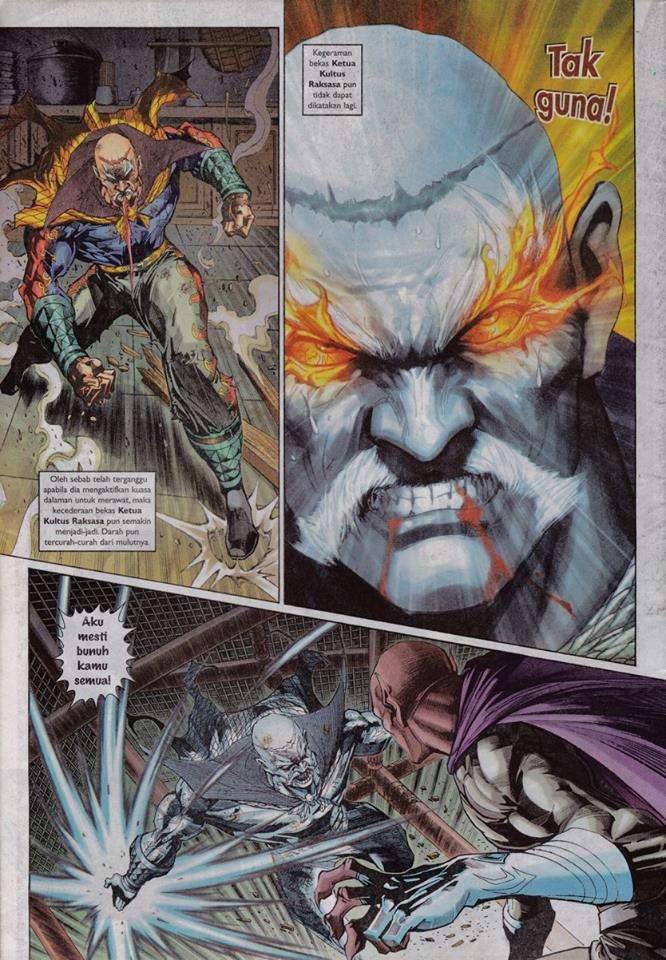 Oleh sebab telah terganggu
apabila dia mengaktifkan kuasa
dalaman untuk merawat, maka
kecederaan bekas Ketua
Kultus Raksasa pun semakin
menjadi-jadi. Darah pun
tercurah-curah dari mulutnya.
Kegeraman
bekas Ketua
Kultus
Raksasa pun
tidak dapat
dikatakan lagi.
Tak
guna!
Aku
mesti
bunuh
kamu
semua!